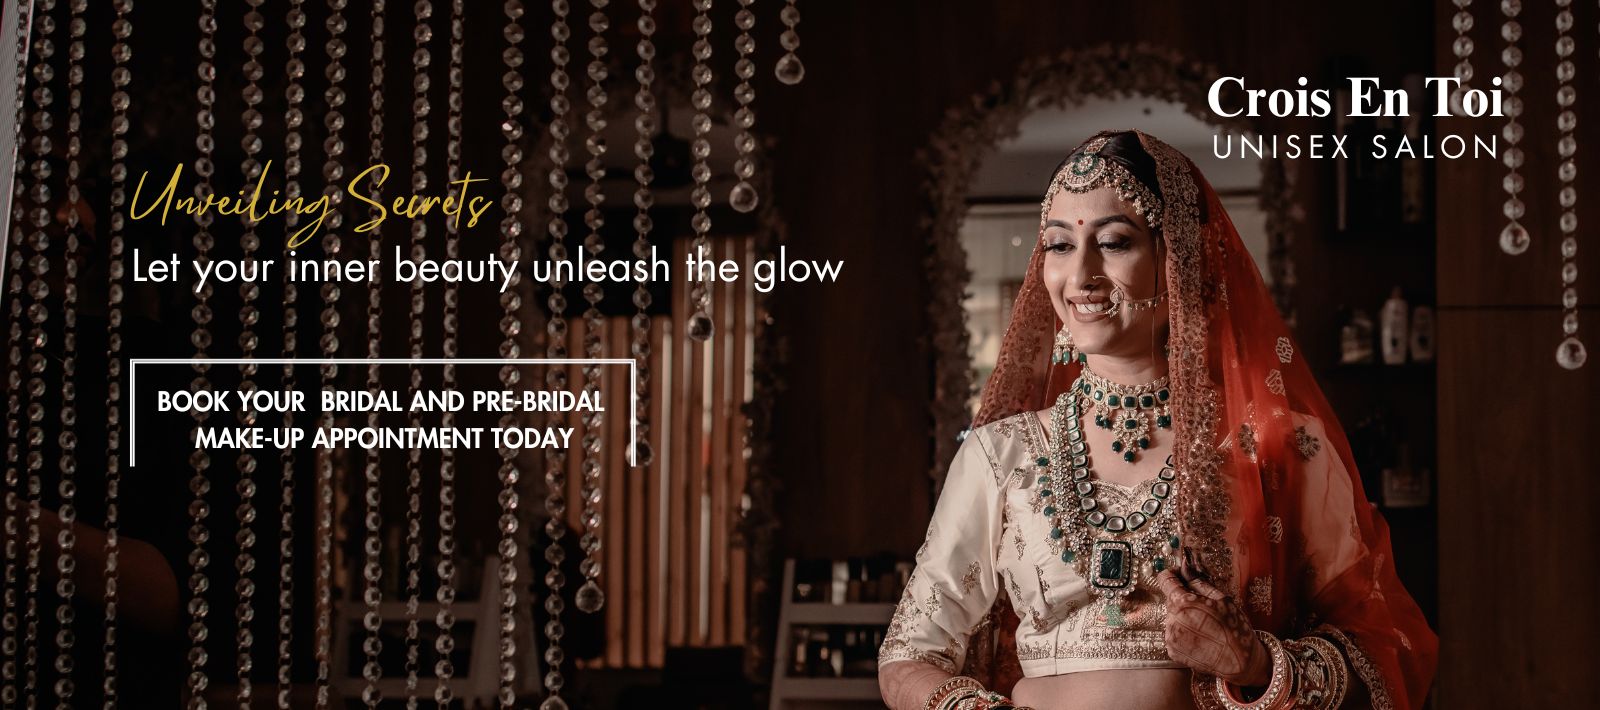 Crois En Toi
UNISEX SALON
Unveiling Secrets
Let your inner beauty unleash the glow
BOOK YOUR BRIDAL AND PRE-BRIDAL
MAKE-UP APPOINTMENT TODAY